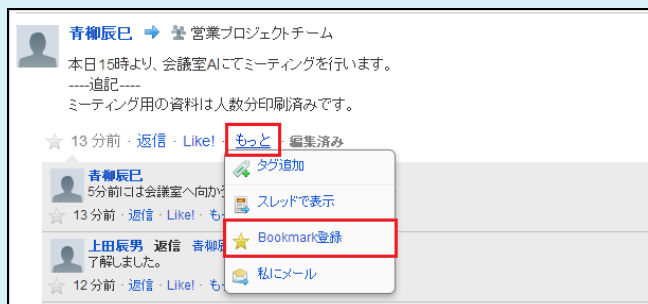 青柳辰巳 営業プロジェクトチーム
本日15時より、会議室AIにてミーティングを行います。
----追記----
ミーティング用の資料は人数分印刷済みです。
13分前 · 返信 · Like! · もっと · 編集済み
タグ追加
スレッドで表示
Bookmark登録
私にメール
青柳辰巳
5分前には会議室へ向かう
13分前 · 返信 · Like! · も
上田辰男 返信 青柳
了解しました。
12分前 · 返信 · Like! · も